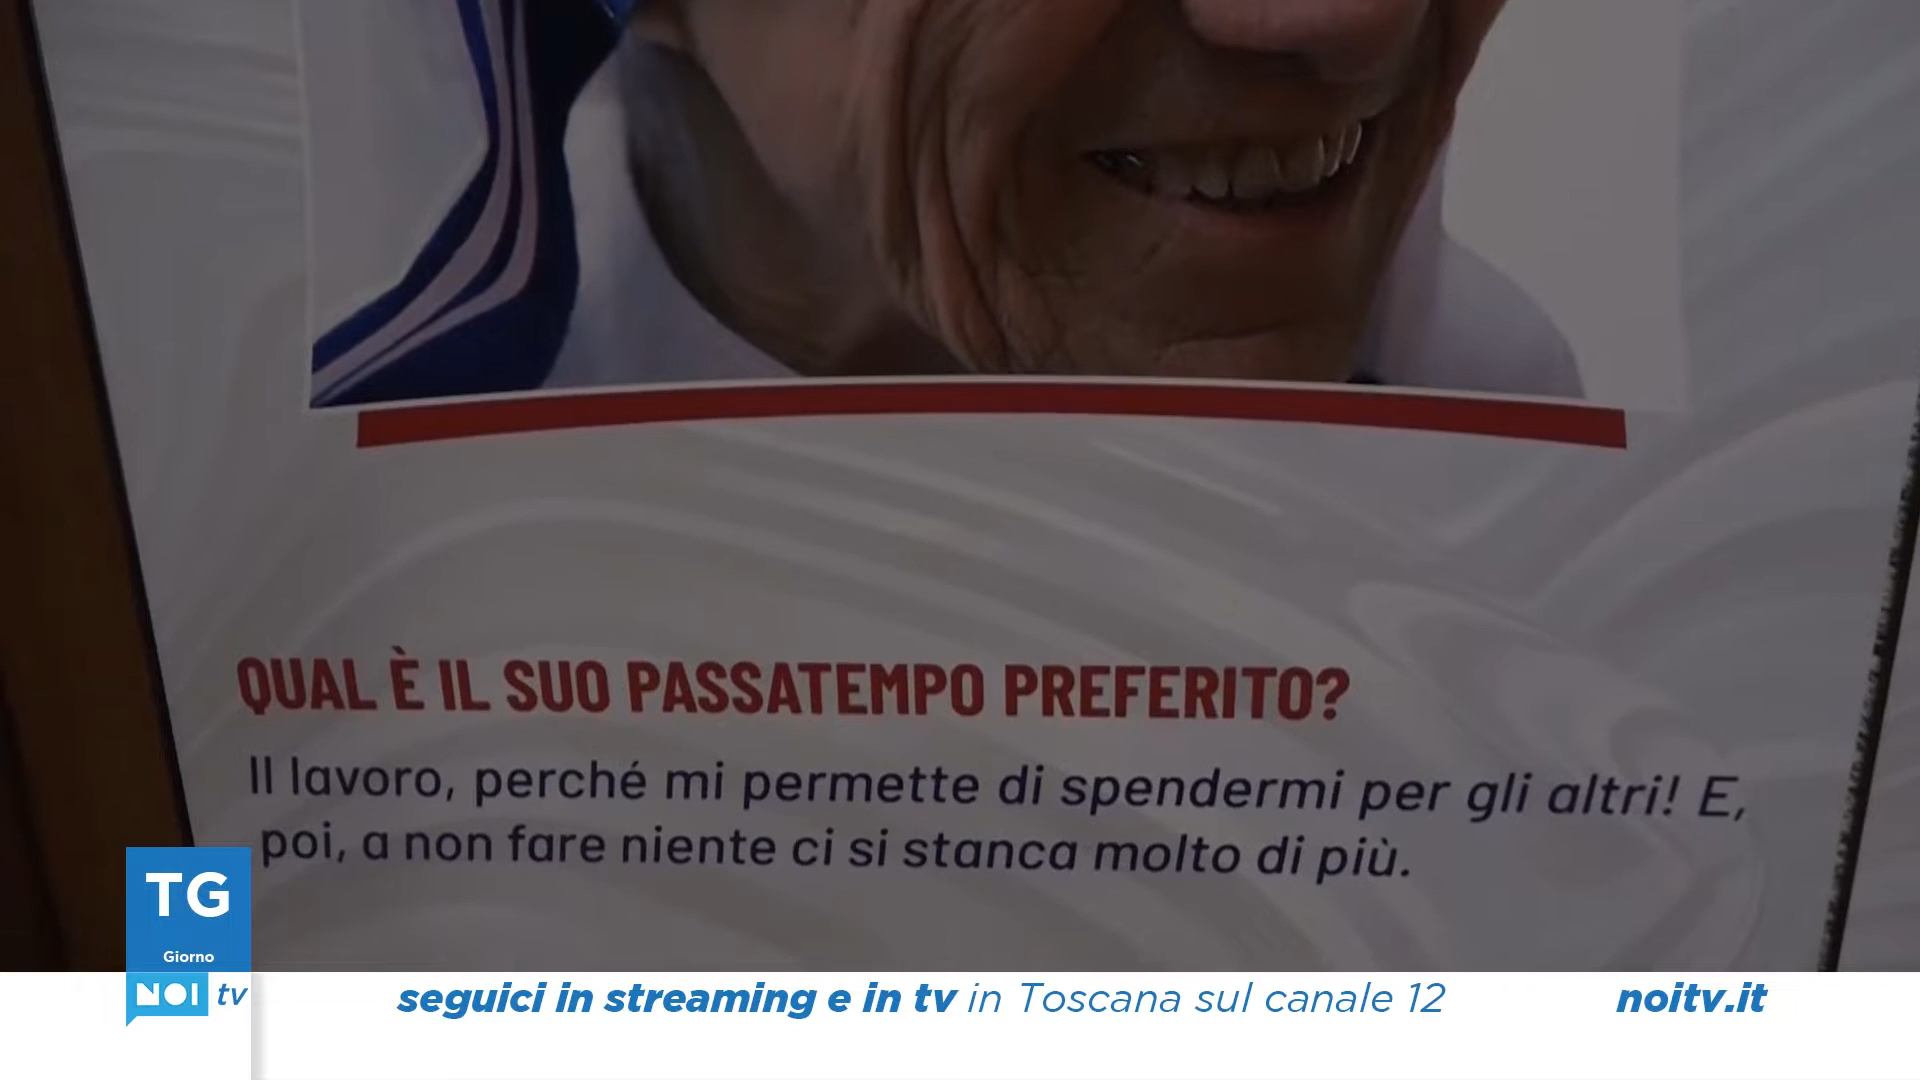 QUAL È IL SUO PASSATEMPO PREFERITO?
Il lavoro, perché mi permette di spendermi per gli altri! E,
poi, a non fare niente ci si stanca molto di più.
TG
Giorno
NOI tv
seguici in streaming e in tv in Toscana sul canale 12
noitv.it